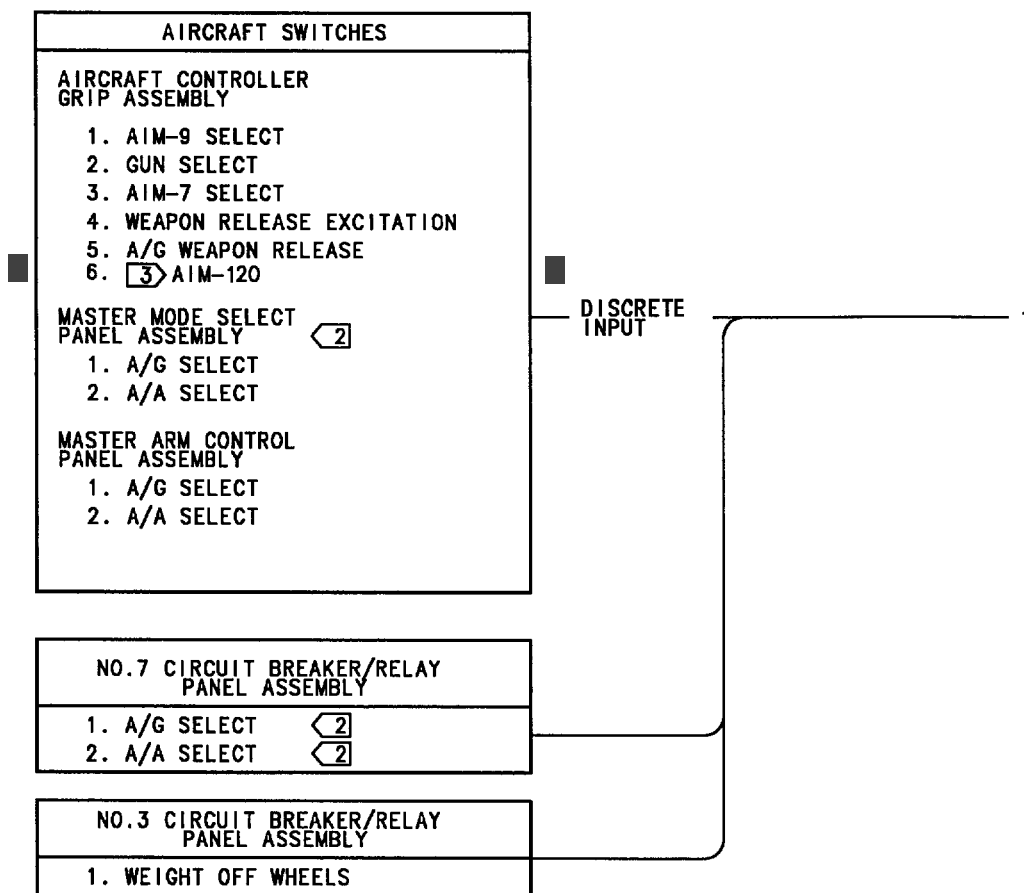 AIRCRAFT SWITCHES
AIRCRAFT CONTROLLER
GRIP ASSEMBLY
1. AIM-9 SELECT
2. GUN SELECT
3. AIM-7 SELECT
4. WEAPON RELEASE EXCITATION
5. A/G WEAPON RELEASE
6. 3 AIM-120
MASTER MODE SELECT
PANEL ASSEMBLY 2
1. A/G SELECT
2. A/A SELECT
MASTER ARM CONTROL
PANEL ASSEMBLY
1. A/G SELECT
2. A/A SELECT
DISCRETE
INPUT
NO.7 CIRCUIT BREAKER/RELAY
PANEL ASSEMBLY
1. A/G SELECT 2
2. A/A SELECT 2
NO.3 CIRCUIT BREAKER/RELAY
PANEL ASSEMBLY
1. WEIGHT OFF WHEELS